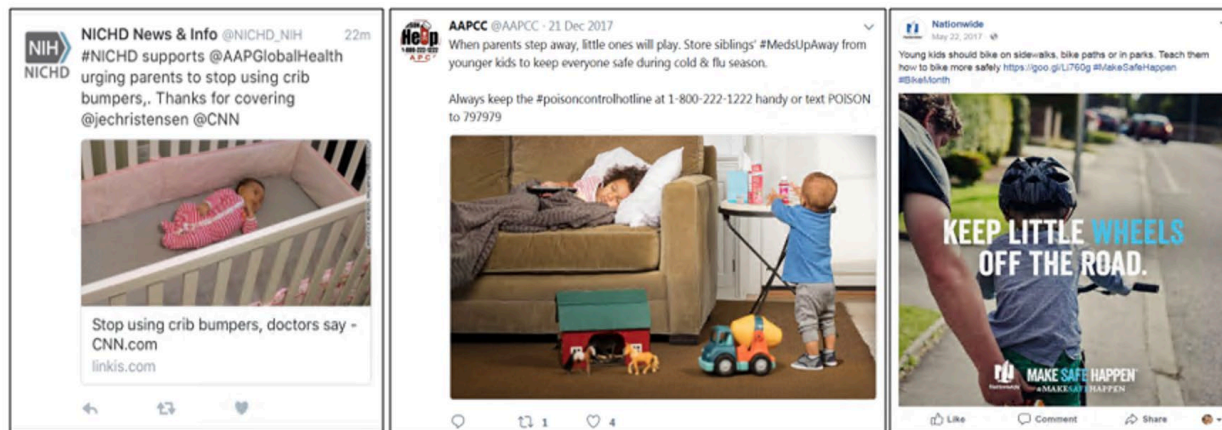 NIH
NICHD
NICHD News & Info @NICHD_NIH 22m
#NICHD supports @AAPGlobalHealth
urging parents to stop using crib
bumpers,. Thanks for covering
@jechristensen @CNN
Stop using crib bumpers, doctors say -
CNN.com
linkis.com
Help
1-800-222-1222
AAPCC @AAPCC · 21 Dec 2017
When parents step away, little ones will play. Store siblings' #MedsUpAway from
younger kids to keep everyone safe during cold & flu season.
Always keep the #poisoncontrolhotline at 1-800-222-1222 handy or text POISON
to 797979
1 4
Nationwide
May 22, 2017 ·
Young kids should bike on sidewalks, bike paths or in parks. Teach them
how to bike more safely https://goo.gl/Li760g #MakeSafeHappen
#BikeMonth
KEEP LITTLE WHEELS
OFF THE ROAD.
Nationwide
MAKE SAFE HAPPEN
#MAKESAFEHAPPEN
Like Comment Share